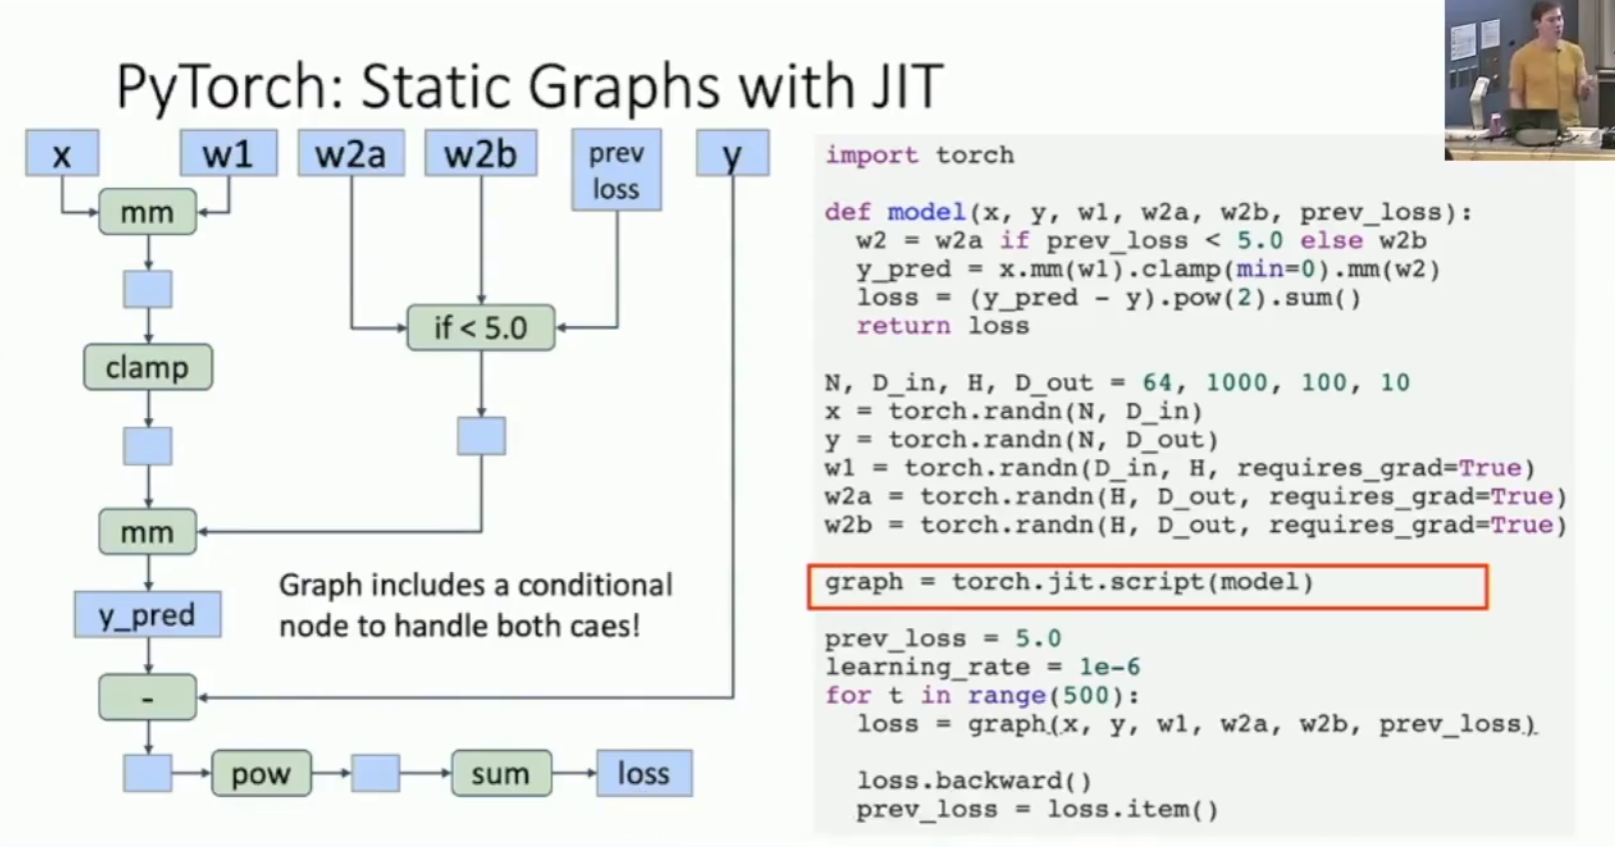 PyTorch: Static Graphs with JIT
x
w1
w2a
w2b
prev
loss
y
mm
if < 5.0
clamp
mm
Graph includes a conditional
node to handle both caes!
y_pred
-
pow
sum
loss
import torch
def model(x, y, w1, w2a, w2b, prev_loss):
  w2 = w2a if prev_loss < 5.0 else w2b
  y_pred = x.mm(w1).clamp(min=0).mm(w2)
  loss = (y_pred - y).pow(2).sum()
  return loss
N, D_in, H, D_out = 64, 1000, 100, 10
x = torch.randn(N, D_in)
y = torch.randn(N, D_out)
w1 = torch.randn(D_in, H, requires_grad=True)
w2a = torch.randn(H, D_out, requires_grad=True)
w2b = torch.randn(H, D_out, requires_grad=True)
graph = torch.jit.script(model)
prev_loss = 5.0
learning_rate = 1e-6
for t in range(500):
  loss = graph(x, y, w1, w2a, w2b, prev_loss)
  loss.backward()
  prev_loss = loss.item()